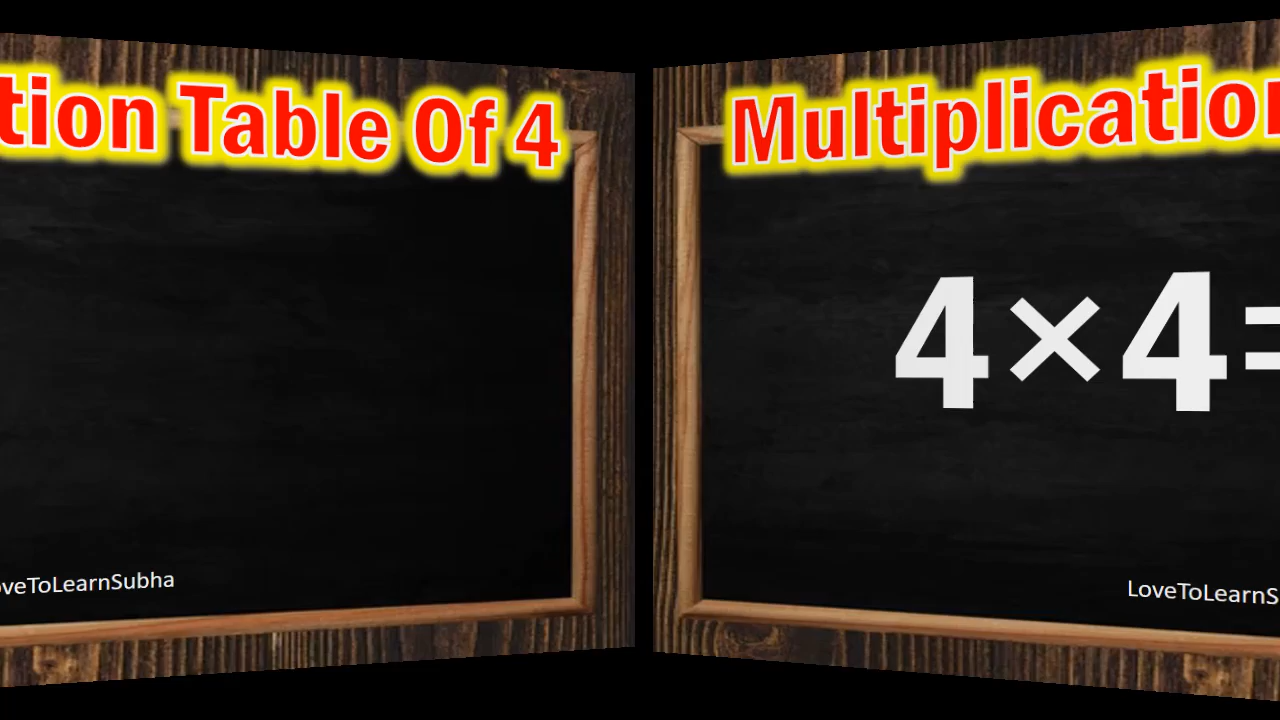 tion Table Of 4
oveToLearnSubha
Multiplication
4×4=
LoveToLearnS